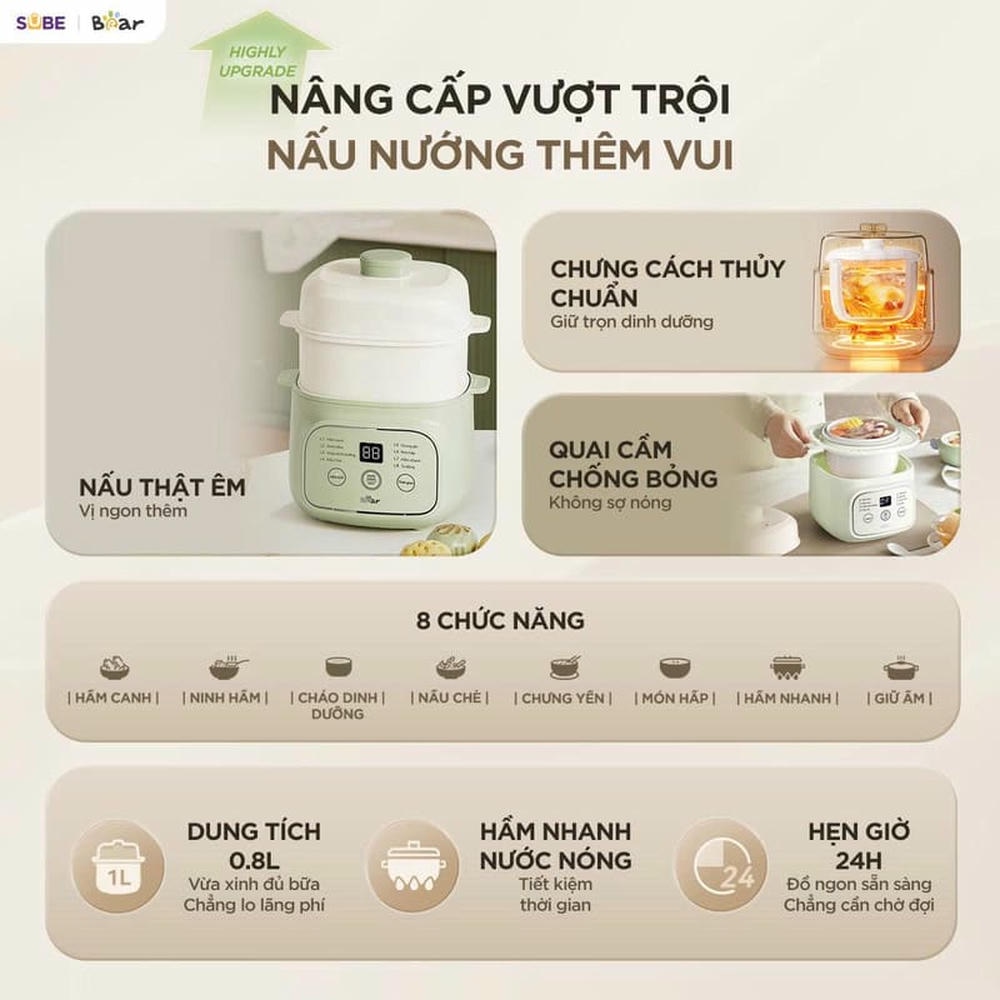 SUBE | Bear
HIGHLY
UPGRADE
NÂNG CẤP VƯỢT TRỘI
NẤU NƯỚNG THÊM VUI
NẤU THẬT ÊM
Vị ngon thêm
88
Bear
CHƯNG CÁCH THỦY
CHUẨN
Giữ trọn dinh dưỡng
QUAI CẦM
CHỐNG BỎNG
Không sợ nóng
8 CHỨC NĂNG
| HẦM CANH | | NINH HẦM | | CHÁO DINH | | NẤU CHÈ | | CHƯNG YẾN | | MÓN HẤP | | HẦM NHANH | | GIỮ ẤM |
DƯỠNG
1L
DUNG TÍCH
0.8L
Vừa xinh đủ bữa
Chẳng lo lãng phí
HẦM NHANH
NƯỚC NÓNG
Tiết kiệm
thời gian
24
HẸN GIỜ
24H
Đồ ngon sẵn sàng
Chẳng cần chờ đợi